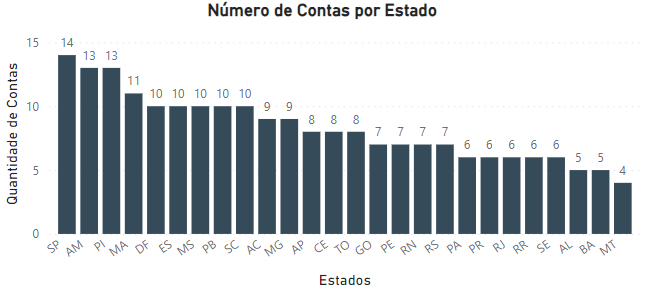 Número de Contas por Estado
Quantidade de Contas
15
10
5
0
14 13 13 11 10 10 10 10 10 9 9 8 8 8 7 7 7 7 6 6 6 6 6 5 5 4
SP AM PI MA DF ES MS PB SC AC MG AP CE TO GO PE RN RS PA PR RJ RR SE AL BA MT
Estados